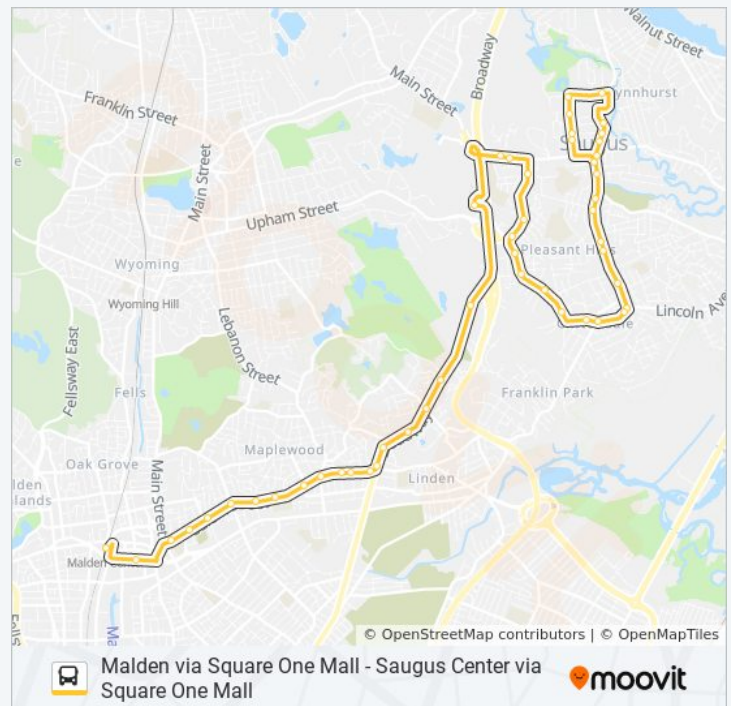 Walnut Street
Main Street
Broadway
Franklin Street
ynnhurst
Saugus
Main Street
Upham Street
Pleasant Hills
Wyoming
Wyoming Hill
Lincoln Ave
Lebanon Street
Fellsway East
Fells
Franklin Park
Maplewood
Oak Grove
Main Street
Linden
Malden
© OpenStreetMap contributors | © OpenMapTiles
Malden via Square One Mall - Saugus Center via
Square One Mall
moovit